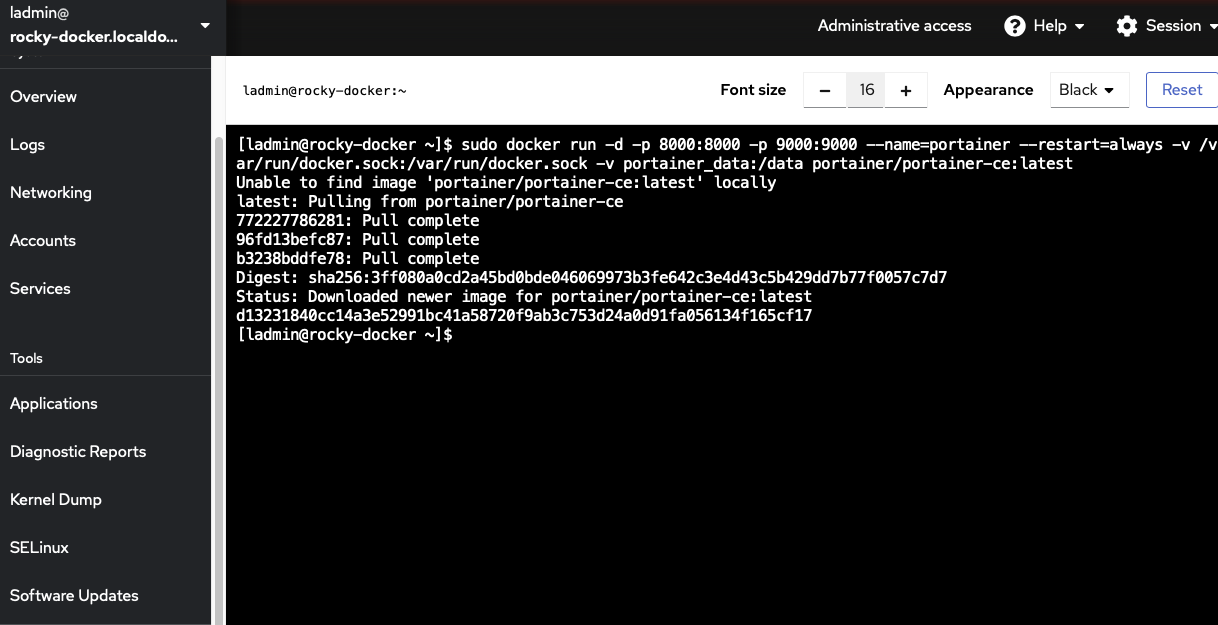 ladmin@
rocky-docker.localdo...
Administrative access
Help
Session
Overview
Logs
Networking
Accounts
Services
Tools
Applications
Diagnostic Reports
Kernel Dump
SELinux
Software Updates
ladmin@rocky-docker:~
Font size
16
Appearance
Black
Reset
[ladmin@rocky-docker ~]$ sudo docker run -d -p 8000:8000 -p 9000:9000 --name=portainer --restart=always -v /v
ar/run/docker.sock:/var/run/docker.sock -v portainer_data:/data portainer/portainer-ce:latest
Unable to find image 'portainer/portainer-ce:latest' locally
latest: Pulling from portainer/portainer-ce
772227786281: Pull complete
96fd13befc87: Pull complete
b3238bddfe78: Pull complete
Digest: sha256:3ff080a0cd2a45bd0bde046069973b3fe642c3e4d43c5b429dd7b77f0057c7d7
Status: Downloaded newer image for portainer/portainer-ce:latest
d13231840cc14a3e52991bc41a58720f9ab3c753d24a0d91fa056134f165cf17
[ladmin@rocky-docker ~]$